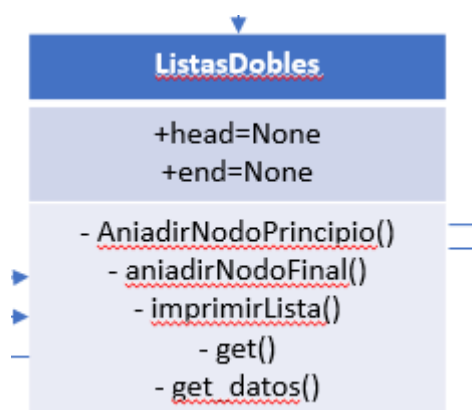 ListasDobles
+head=None
+end=None
- AniadirNodoPrincipio()
- aniadirNodoFinal()
- imprimirLista()
- get()
- get_datos()